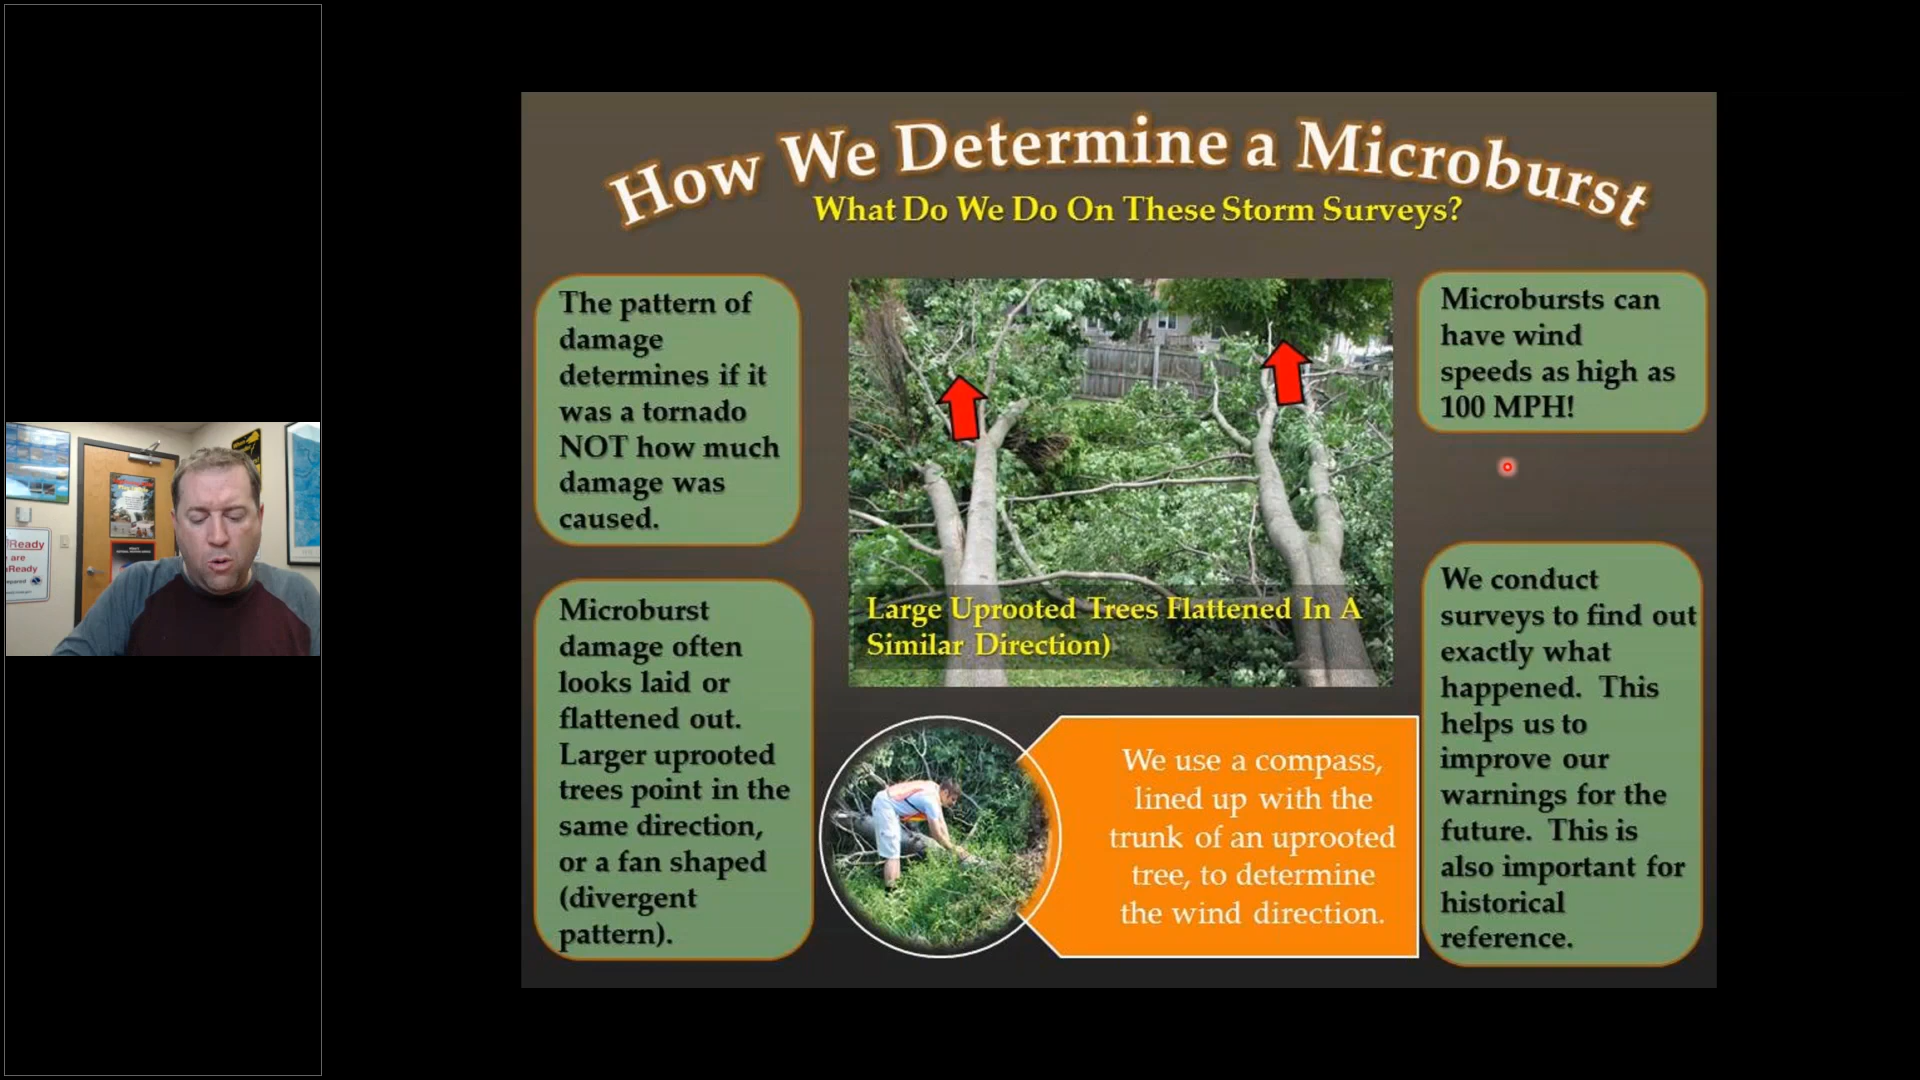 How We Determine a Microburst
What Do We Do On These Storm Surveys?
The pattern of
damage
determines if it
was a tornado
NOT how much
damage was
caused.
Microburst
damage often
looks laid or
flattened out.
Larger uprooted
trees point in the
same direction,
or a fan shaped
(divergent
pattern).
Large Uprooted Trees Flattened In A
Similar Direction)
We use a compass,
lined up with the
trunk of an uprooted
tree, to determine
the wind direction.
Microbursts can
have wind
speeds as high as
100 MPH!
We conduct
surveys to find out
exactly what
happened. This
helps us to
improve our
warnings for the
future. This is
also important for
historical
reference.
Ready
are
Ready